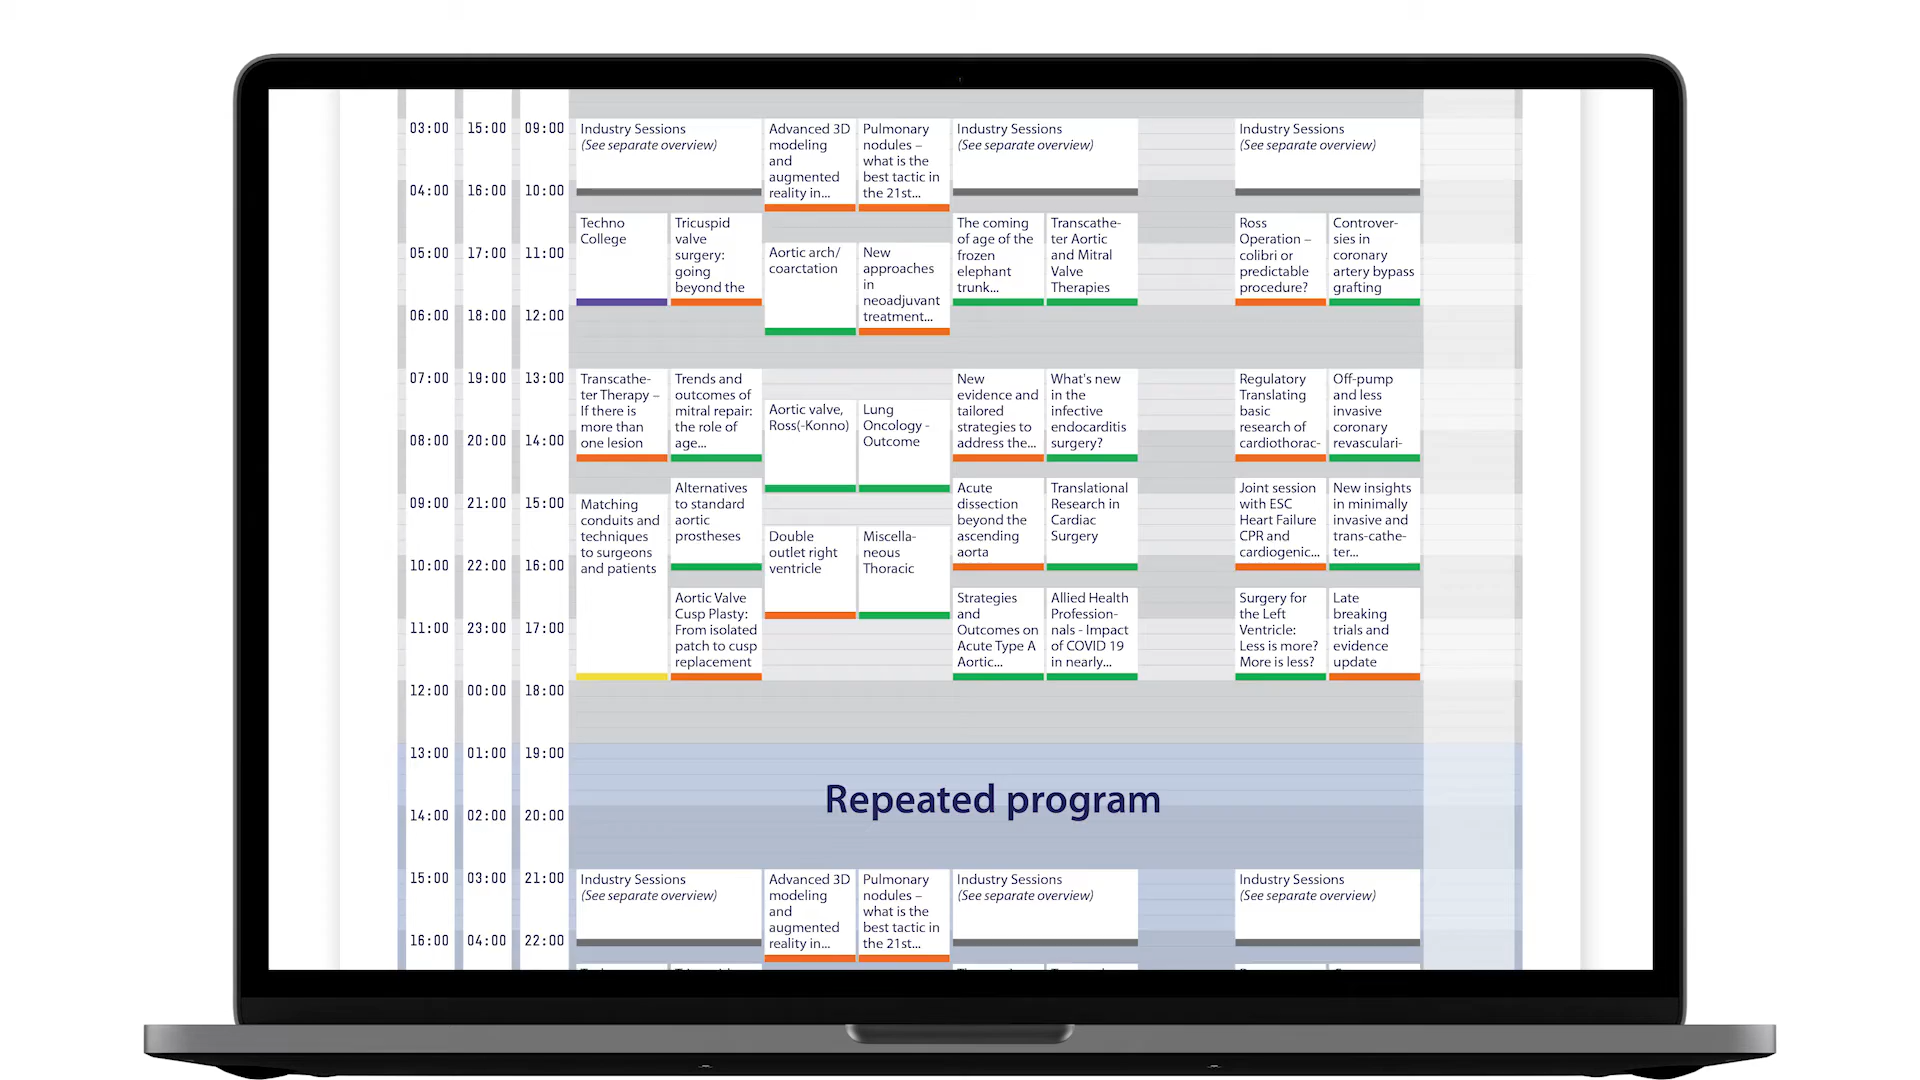 03:00 15:00 09:00
Industry Sessions
(See separate overview)
Advanced 3D
modeling
and
augmented
reality in...
Pulmonary
nodules –
what is the
best tactic in
the 21st...
Industry Sessions
(See separate overview)
Industry Sessions
(See separate overview)
04:00 16:00 10:00
Techno
College
Tricuspid
valve
surgery:
going
beyond the
Aortic arch/
coarctation
New
approaches
in
neoadjuvant
treatment...
The coming
of age of the
frozen
elephant
trunk...
Transcathe-
ter Aortic
and Mitral
Valve
Therapies
Ross
Operation –
colibri or
predictable
procedure?
Controver-
sies in
coronary
artery bypass
grafting
05:00 17:00 11:00
06:00 18:00 12:00
07:00 19:00 13:00
Transcathe-
ter Therapy –
If there is
more than
one lesion
Trends and
outcomes of
mitral repair:
the role of
age...
Aortic valve,
Ross(-Konno)
Lung
Oncology -
Outcome
New
evidence and
tailored
strategies to
address the...
What's new
in the
infective
endocarditis
surgery?
Regulatory
Translating
basic
research of
cardiothorac-
Off-pump
and less
invasive
coronary
revasculari-
08:00 20:00 14:00
09:00 21:00 15:00
Matching
conduits and
techniques
to surgeons
and patients
Alternatives
to standard
aortic
prostheses
Double
outlet right
ventricle
Miscella-
neous
Thoracic
Acute
dissection
beyond the
ascending
aorta
Translational
Research in
Cardiac
Surgery
Joint session
with ESC
Heart Failure
CPR and
cardiogenic...
New insights
in minimally
invasive and
trans-cathe-
ter...
10:00 22:00 16:00
Aortic Valve
Cusp Plasty:
From isolated
patch to cusp
replacement
Strategies
and
Outcomes on
Acute Type A
Aortic...
Allied Health
Profession-
nals - Impact
of COVID 19
in nearly...
Surgery for
the Left
Ventricle:
Less is more?
More is less?
Late
breaking
trials and
evidence
update
11:00 23:00 17:00
12:00 00:00 18:00
13:00 01:00 19:00
Repeated program
14:00 02:00 20:00
15:00 03:00 21:00
Industry Sessions
(See separate overview)
Advanced 3D
modeling
and
augmented
reality in...
Pulmonary
nodules –
what is the
best tactic in
the 21st...
Industry Sessions
(See separate overview)
Industry Sessions
(See separate overview)
16:00 04:00 22:00